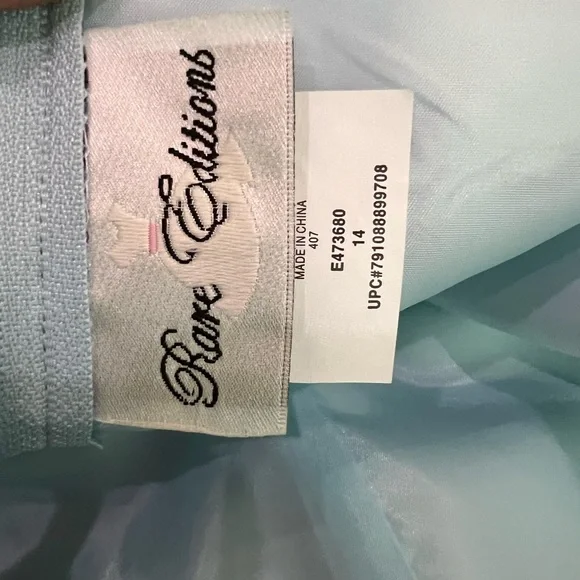 Rare Editions
MADE IN CHINA
407
E473680
14
UPC#791088899708